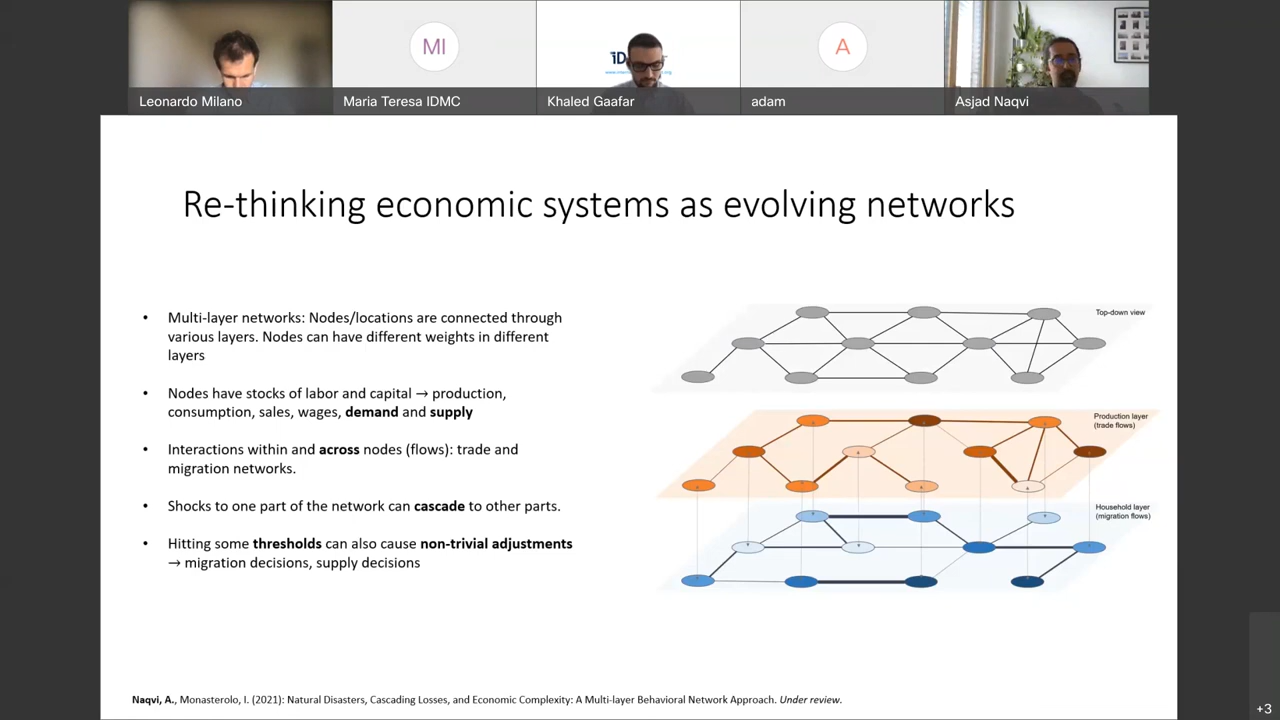 MI
iD
A
Leonardo Milano
Maria Teresa IDMC
Khaled Gaafar
adam
Asjad Naqvi
Re-thinking economic systems as evolving networks
• Multi-layer networks: Nodes/locations are connected through
various layers. Nodes can have different weights in different
layers
• Nodes have stocks of labor and capital → production,
consumption, sales, wages, demand and supply
• Interactions within and across nodes (flows): trade and
migration networks.
• Shocks to one part of the network can cascade to other parts.
• Hitting some thresholds can also cause non-trivial adjustments
→ migration decisions, supply decisions
Top-down view
Production layer
(trade flows)
Household layer
(migration flows)
Naqvi, A., Monasterolo, I. (2021): Natural Disasters, Cascading Losses, and Economic Complexity: A Multi-layer Behavioral Network Approach. Under review.
+3